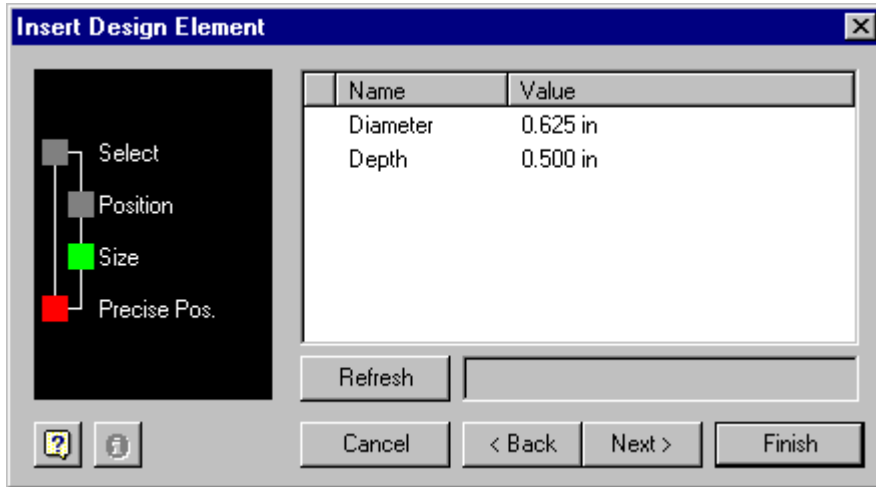 Insert Design Element
Select
Position
Size
Precise Pos.
Name Value
Diameter 0.625 in
Depth 0.500 in
Refresh
Cancel < Back Next > Finish